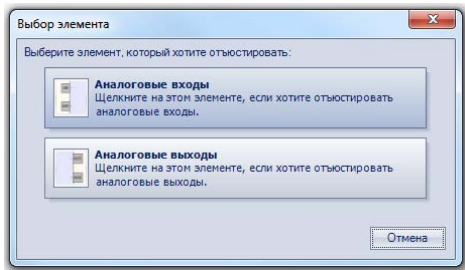 Выбор элемента
Выберите элемент, который хотите отъюстировать:
Аналоговые входы
Щелкните на этом элементе, если хотите отъюстировать
аналоговые входы.
Аналоговые выходы
Щелкните на этом элементе, если хотите отъюстировать
аналоговые выходы.
Отмена